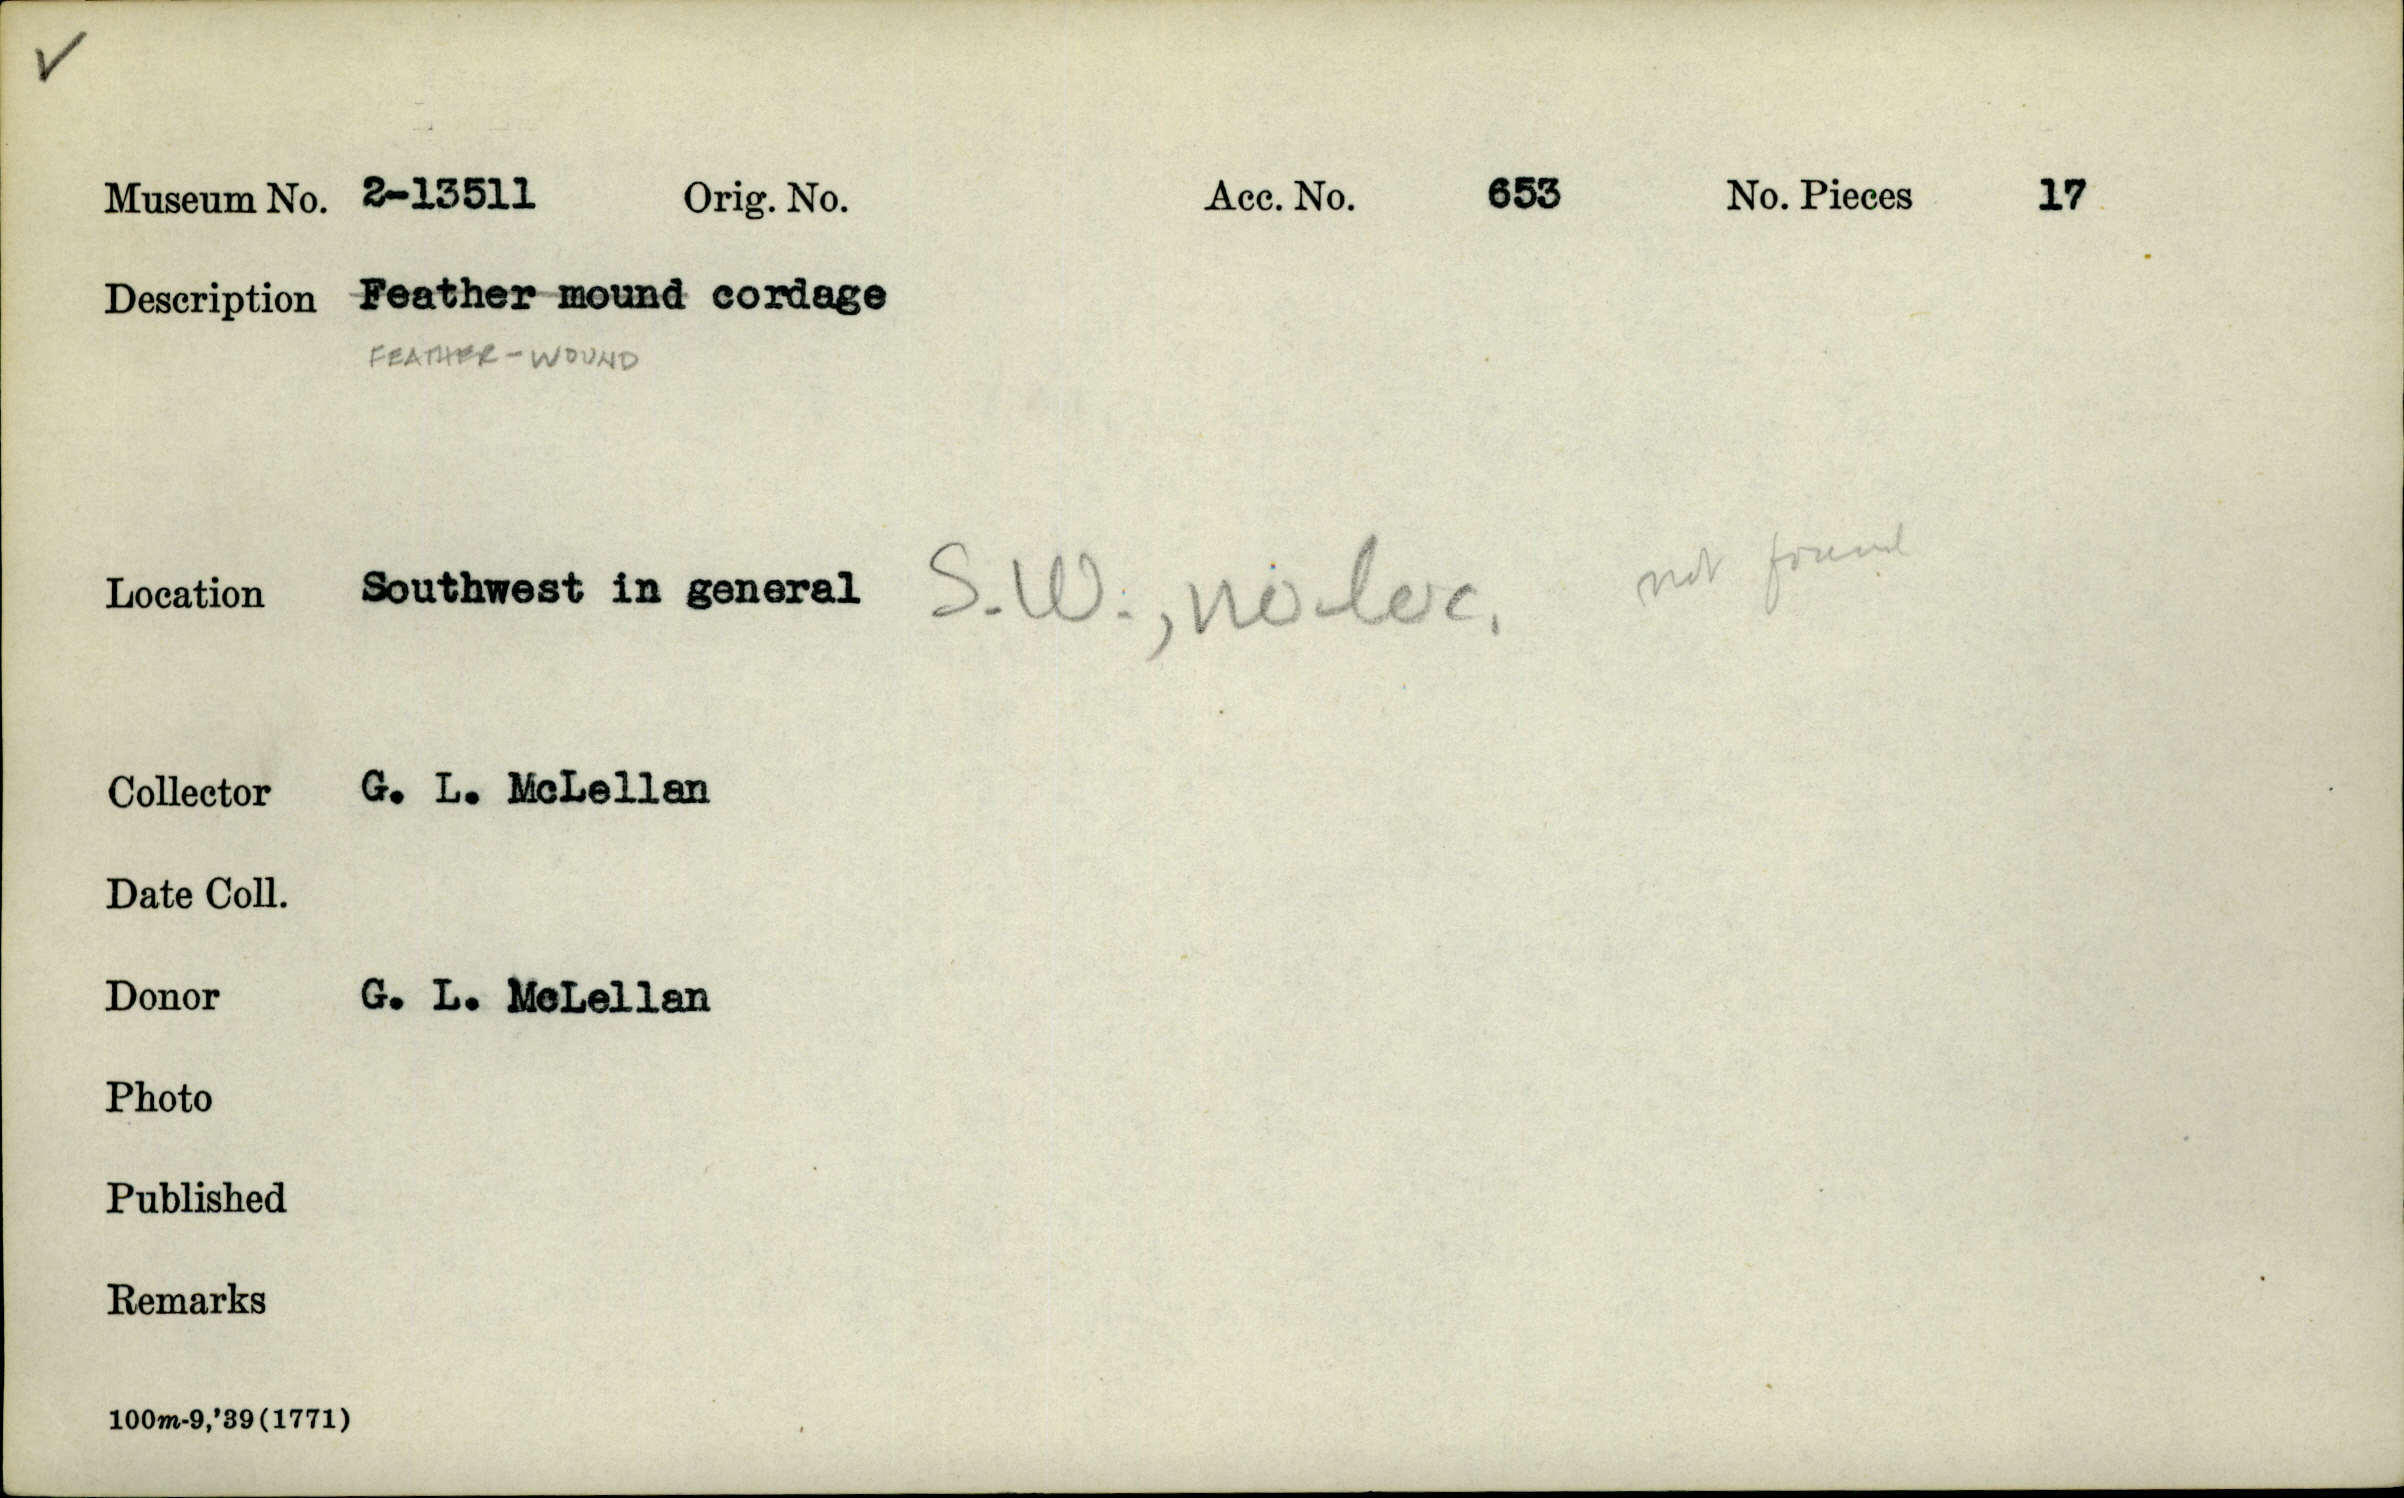 ✓
Museum No. 2-13511 Orig. No. Acc. No. 653 No. Pieces 17
Description Feather mound cordage
FEATHER-WOUND
Location Southwest in general S.W., no loc. not found
Collector G. L. McLellan
Date Coll.
Donor G. L. McLellan
Photo
Published
Remarks
100m-9,'39(1771)